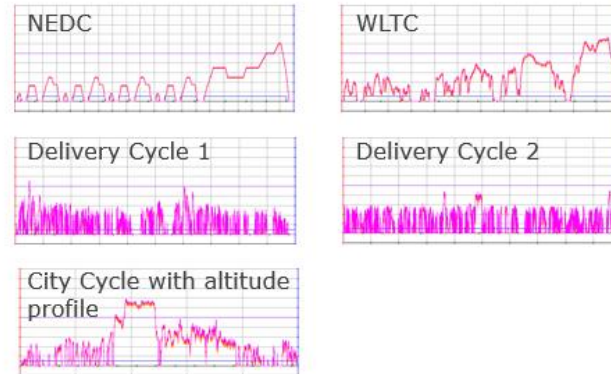 NEDC
WLTC
Delivery Cycle 1
Delivery Cycle 2
City Cycle with altitude
profile